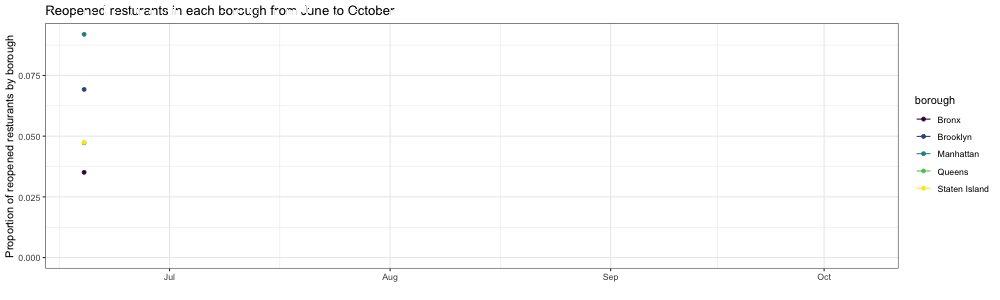 Reopened resturants in each borough from June to October
Proportion of reopened resturants by borough
0.075
0.050
0.025
0.000
Jul
Aug
Sep
Oct
borough
Bronx
Brooklyn
Manhattan
Queens
Staten Island